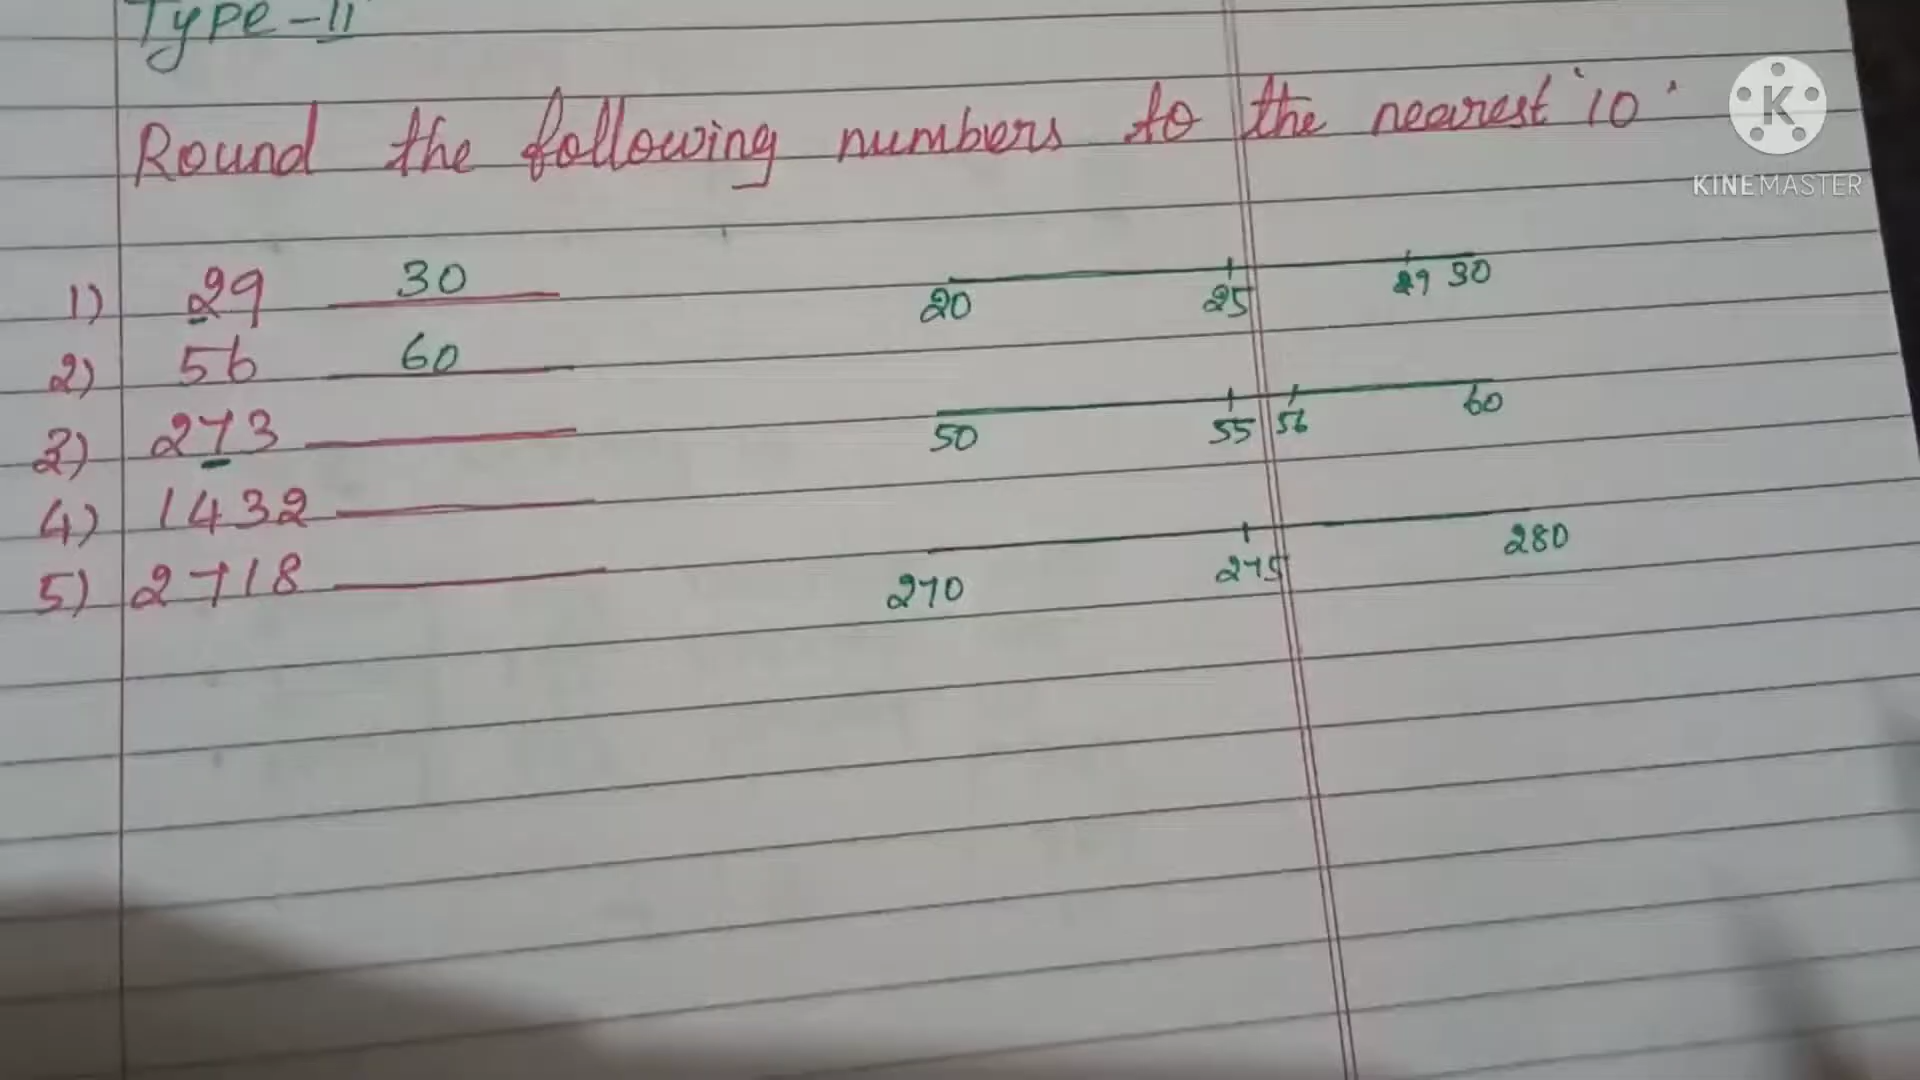 Type-II
Round the following numbers to the nearest '10'
KINEMASTER
1) 29 30
2) 56 60
3) 273
4) 1432
5) 2718
20 25 29 30
50 55 56 60
270 275 280